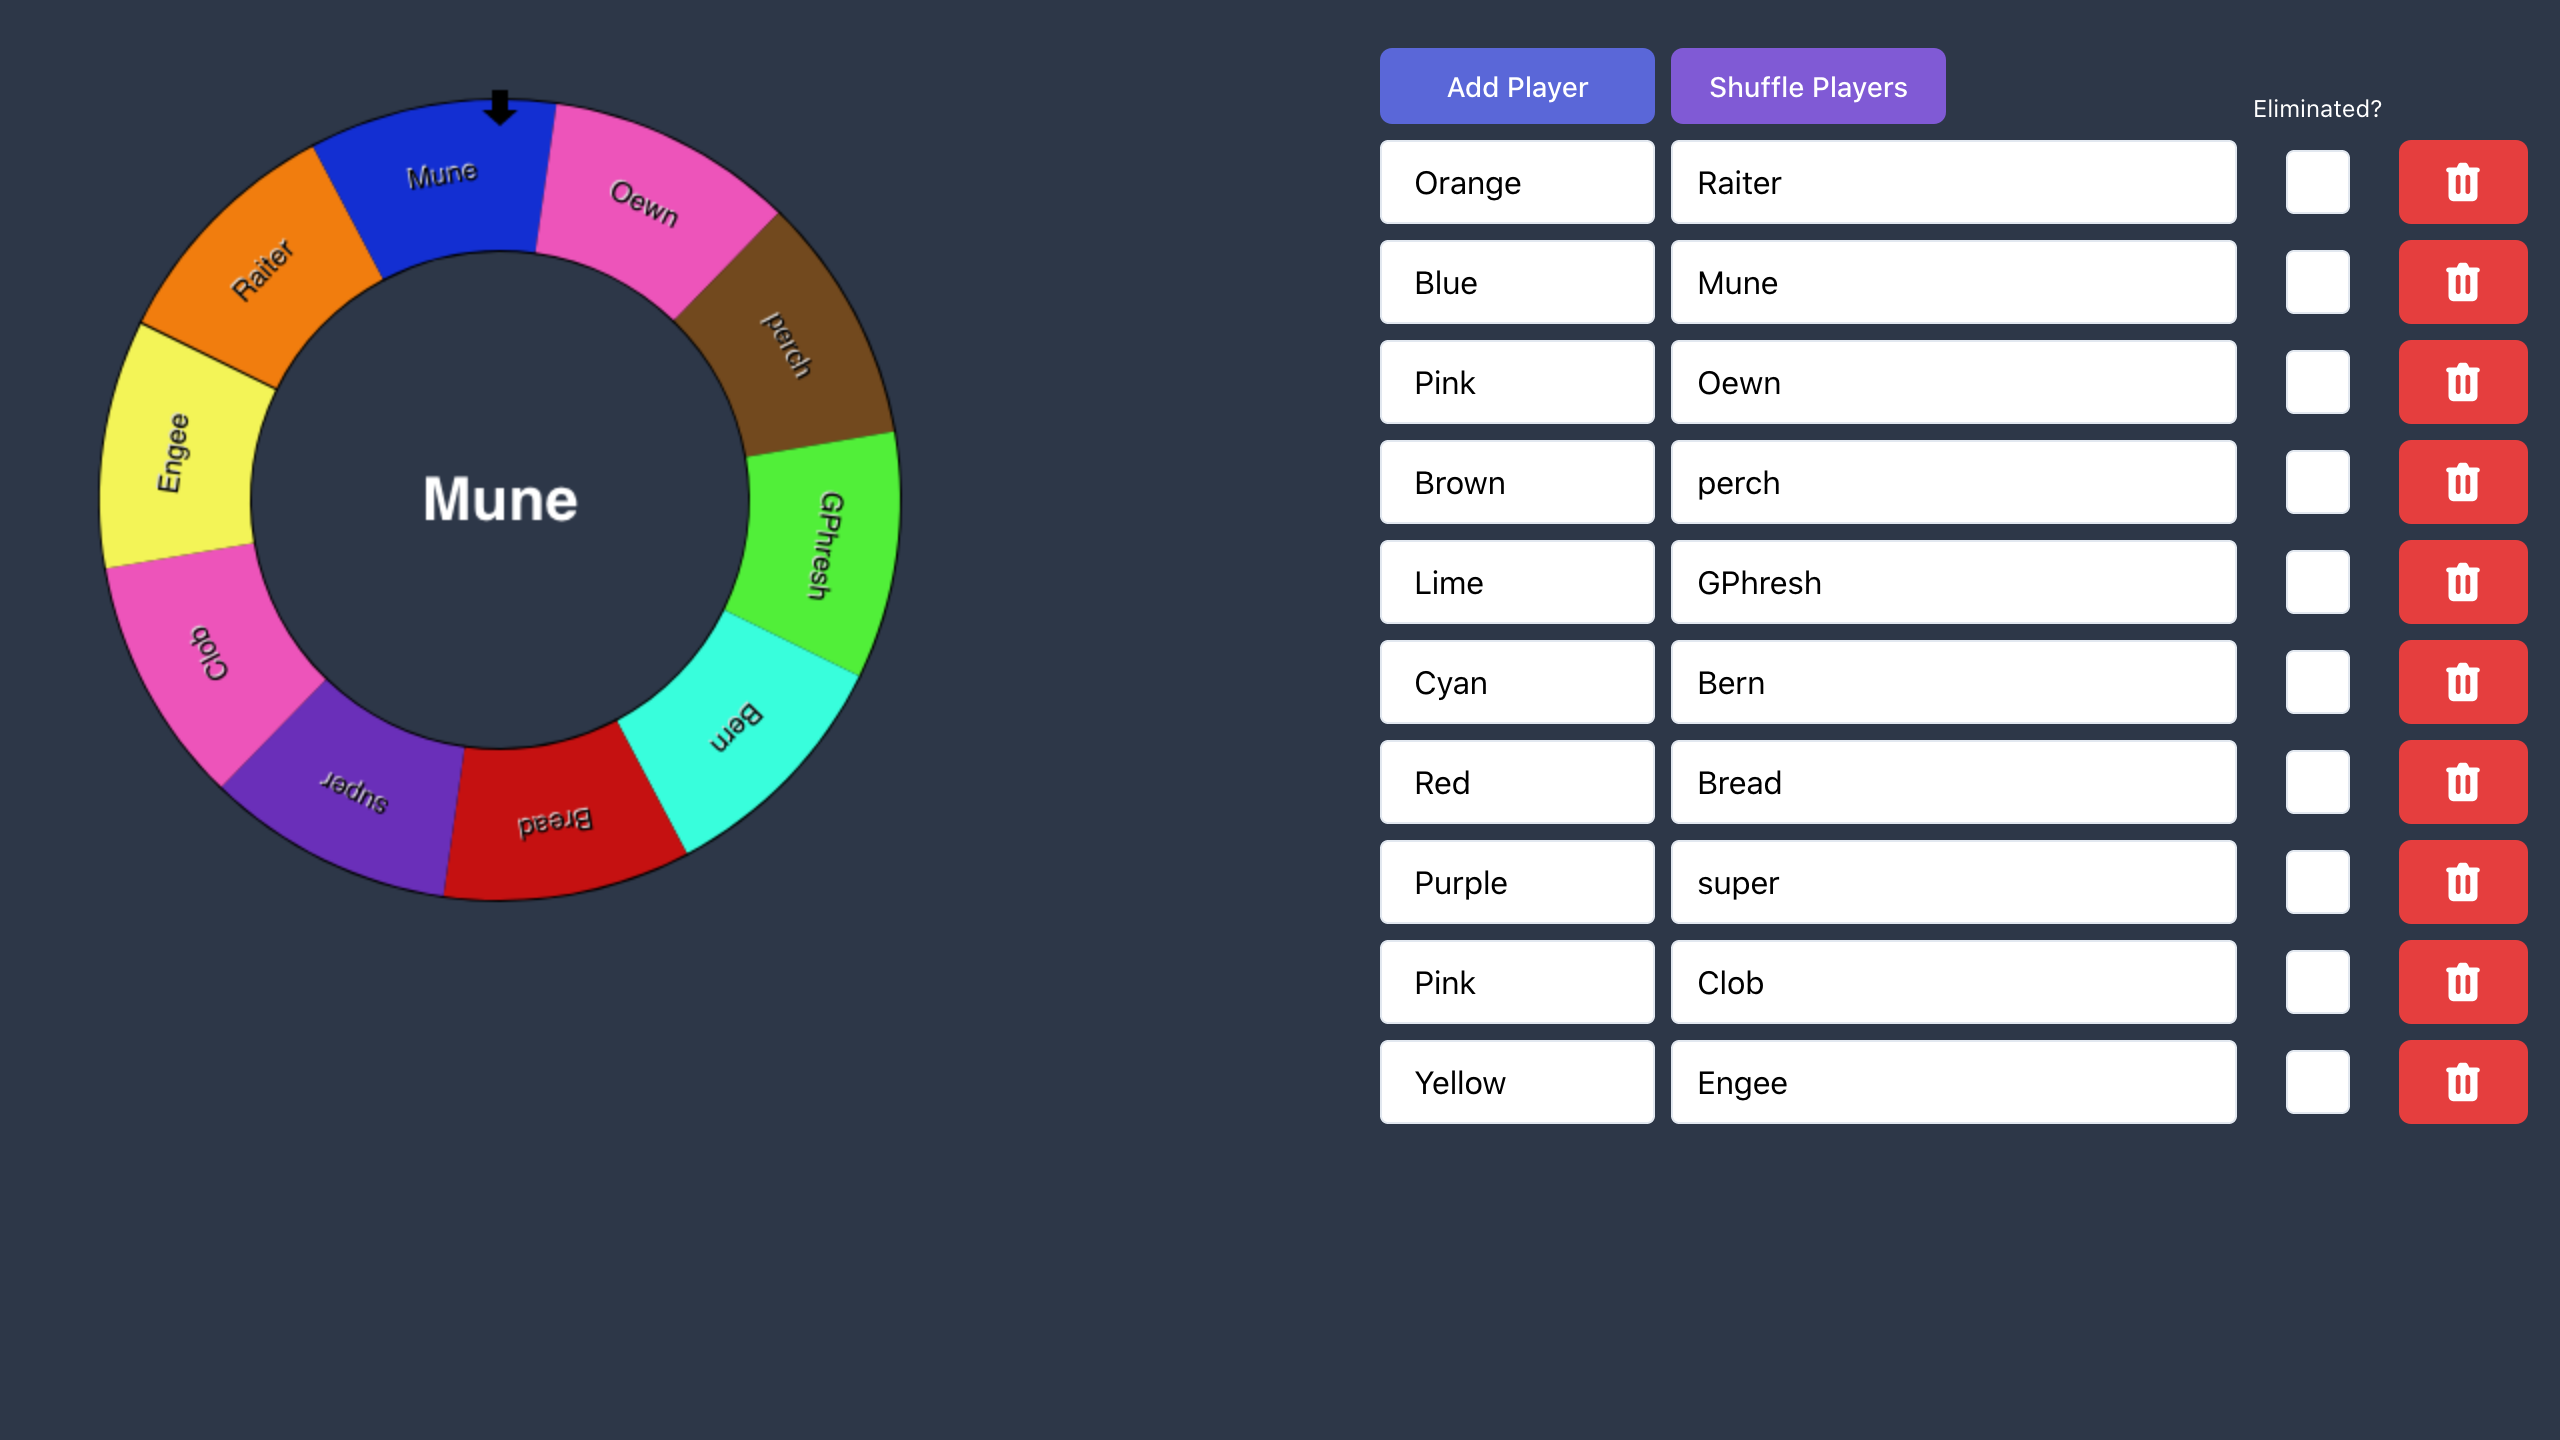 Mune
Oewn
perch
GPhresh
Bern
Bread
super
Clob
Engee
Raiter
Mune
Add Player
Shuffle Players
Eliminated?
Orange Raiter
Blue Mune
Pink Oewn
Brown perch
Lime GPhresh
Cyan Bern
Red Bread
Purple super
Pink Clob
Yellow Engee